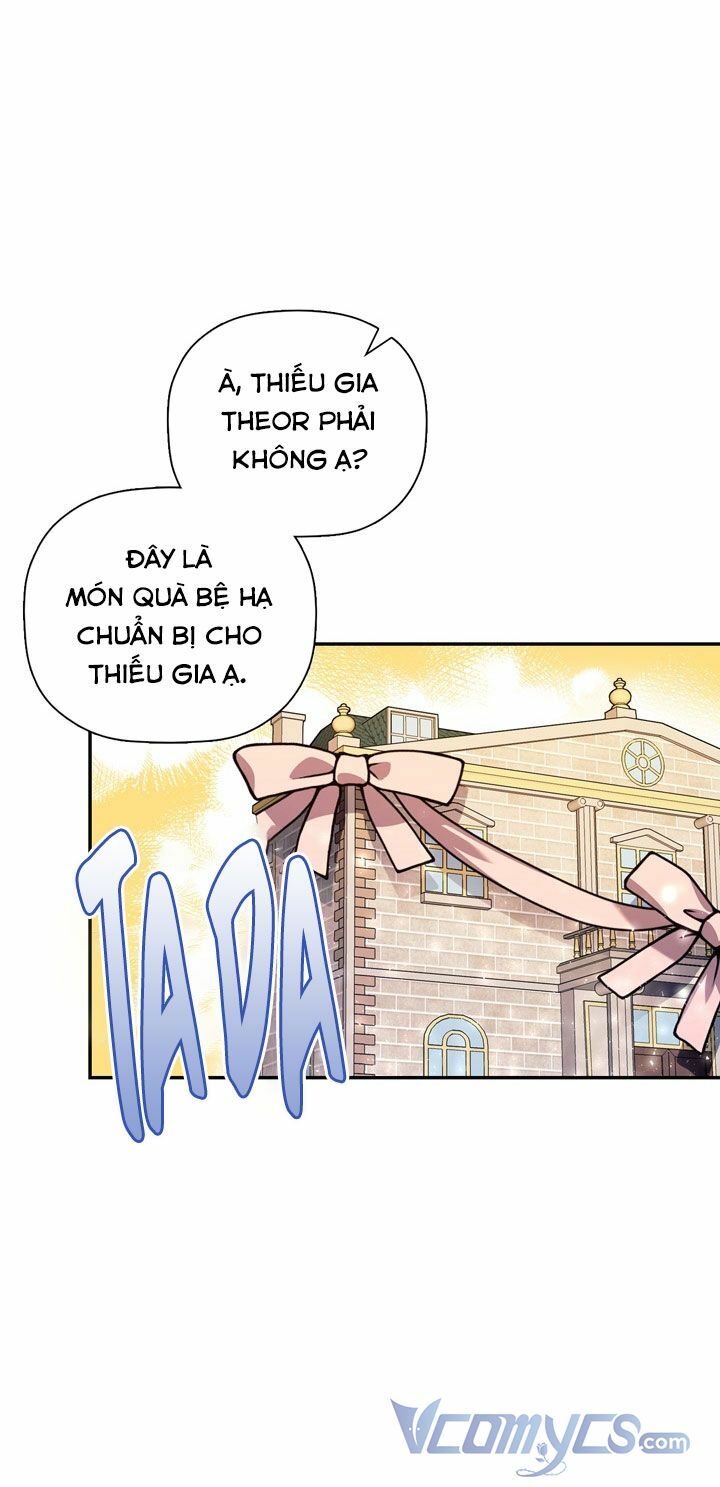 À, THIẾU GIA
THEOR PHẢI
KHÔNG Ạ?
ĐÂY LÀ
MÓN QUÀ BỆ HẠ
CHUẨN BỊ CHO
THIẾU GIA Ạ.
TADA
VCOMYCS.com